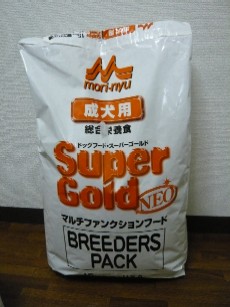 mori-nyu
成犬用
総合栄養食
ドッグフード・スーパーゴールド
Super
Gold
NEO+
マルチファンクションフード
BREEDERS
PACK